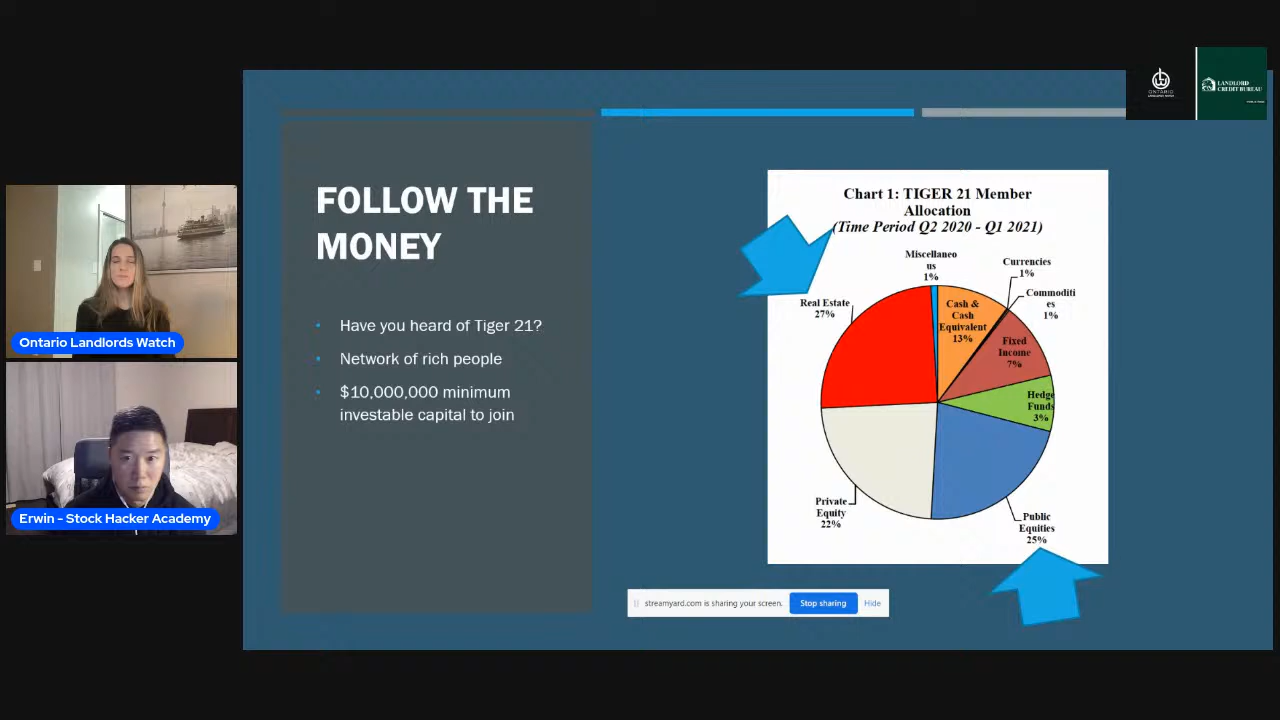 LANDLORD
CREDIT BUREAU
ONTARIO
FOLLOW THE
MONEY
Have you heard of Tiger 21?
Network of rich people
$10,000,000 minimum
investable capital to join
Chart 1: TIGER 21 Member
Allocation
(Time Period Q2 2020 - Q1 2021)
Miscellaneo
us
1%
Currencies
1%
Commoditi
es
1%
Cash &
Cash
Equivalent
13%
Real Estate
27%
Fixed
Income
7%
Hedge
Funds
3%
Private
Equity
22%
Public
Equities
25%
Ontario Landlords Watch
Erwin - Stock Hacker Academy
streamyard.com is sharing your screen.
Stop sharing
Hide